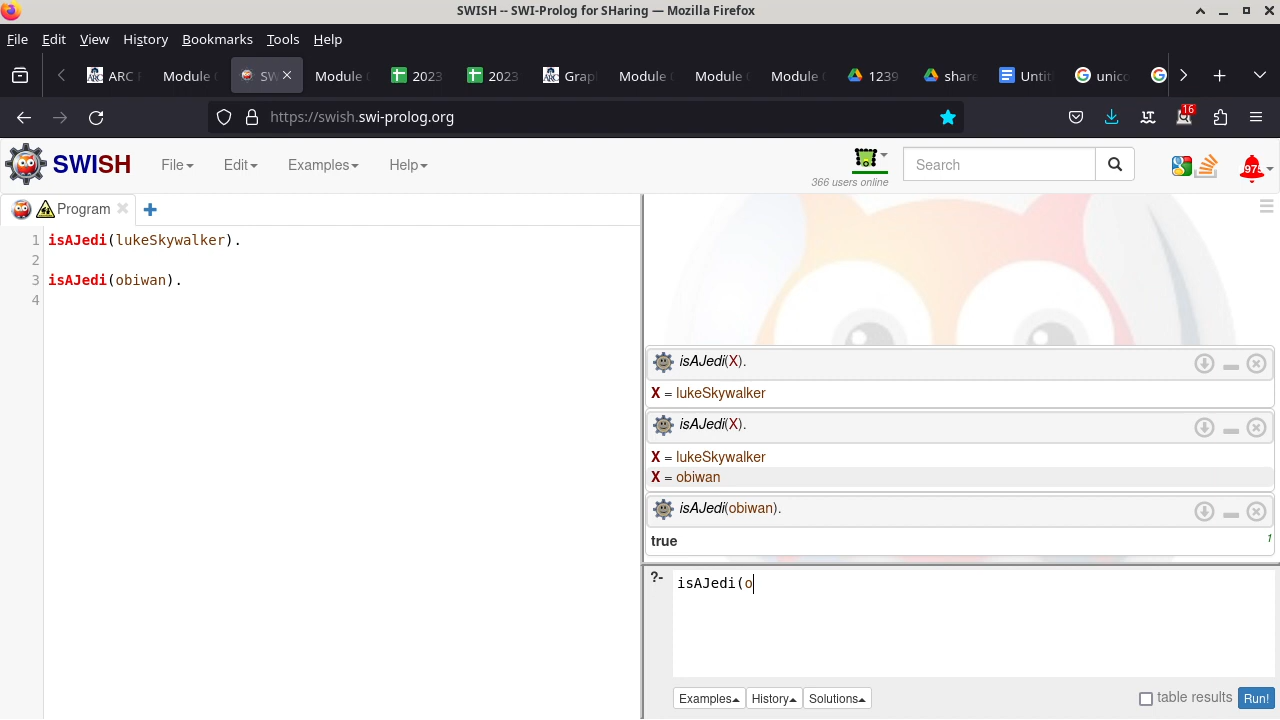 SWISH -- SWI-Prolog for SHaring — Mozilla Firefox
File Edit View History Bookmarks Tools Help
ARC Module SW Module 2023 2023 Grap Module Module Module 1239 share Untit unico
https://swish.swi-prolog.org 16
SWISH File Edit Examples Help 366 users online Search 975
Program
1 isAJedi(lukeSkywalker).
2
3 isAJedi(obiwan).
4
isAJedi(X).
X = lukeSkywalker
isAJedi(X).
X = lukeSkywalker
X = obiwan
isAJedi(obiwan).
true 1
?- isAJedi(o
Examples History Solutions table results Run!